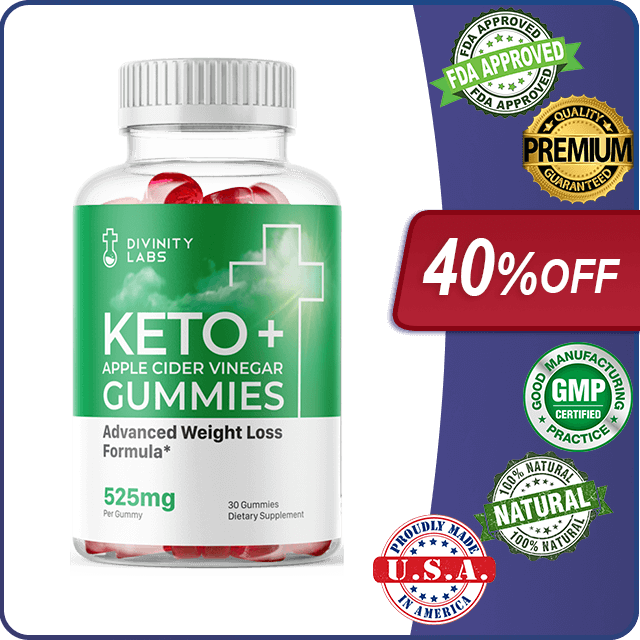 DIVINITY
LABS
KETO +
APPLE CIDER VINEGAR
GUMMIES
Advanced Weight Loss
Formula*
525mg
Per Gummy
30 Gummies
Dietary Supplement
FDA APPROVED
FDA APPROVED
FDA APPROVED
QUALITY
PREMIUM
GUARANTEED
40%OFF
GOOD MANUFACTURING
GMP
CERTIFIED
PRACTICE
100% NATURAL
NATURAL
100% NATURAL
PROUDLY MADE
U.S.A.
IN AMERICA